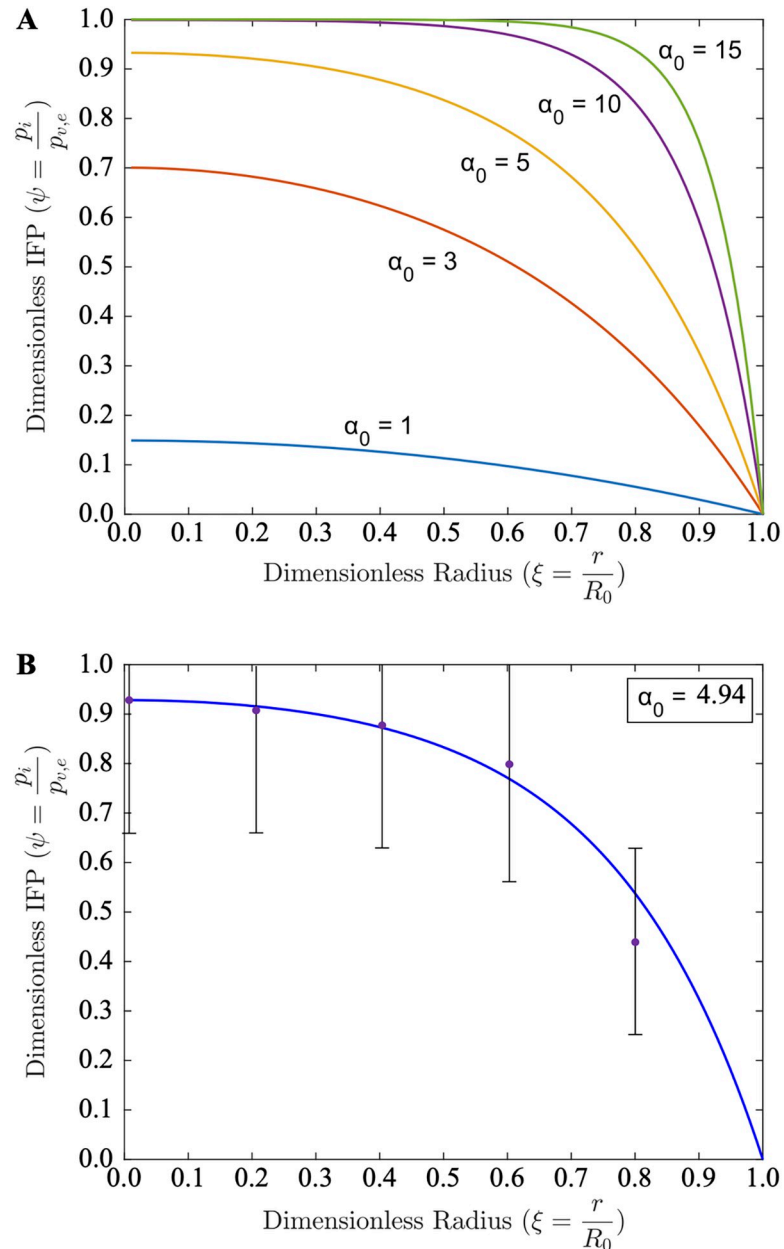 A
Dimensionless IFP (ψ = p_i / p_{v,e})
1.0
0.9
0.8
0.7
0.6
0.5
0.4
0.3
0.2
0.1
0.0
α_0 = 15
α_0 = 10
α_0 = 5
α_0 = 3
α_0 = 1
0.0 0.1 0.2 0.3 0.4 0.5 0.6 0.7 0.8 0.9 1.0
Dimensionless Radius (ξ = r / R_0)
B
Dimensionless IFP (ψ = p_i / p_{v,e})
1.0
0.9
0.8
0.7
0.6
0.5
0.4
0.3
0.2
0.1
0.0
α_0 = 4.94
0.0 0.1 0.2 0.3 0.4 0.5 0.6 0.7 0.8 0.9 1.0
Dimensionless Radius (ξ = r / R_0)